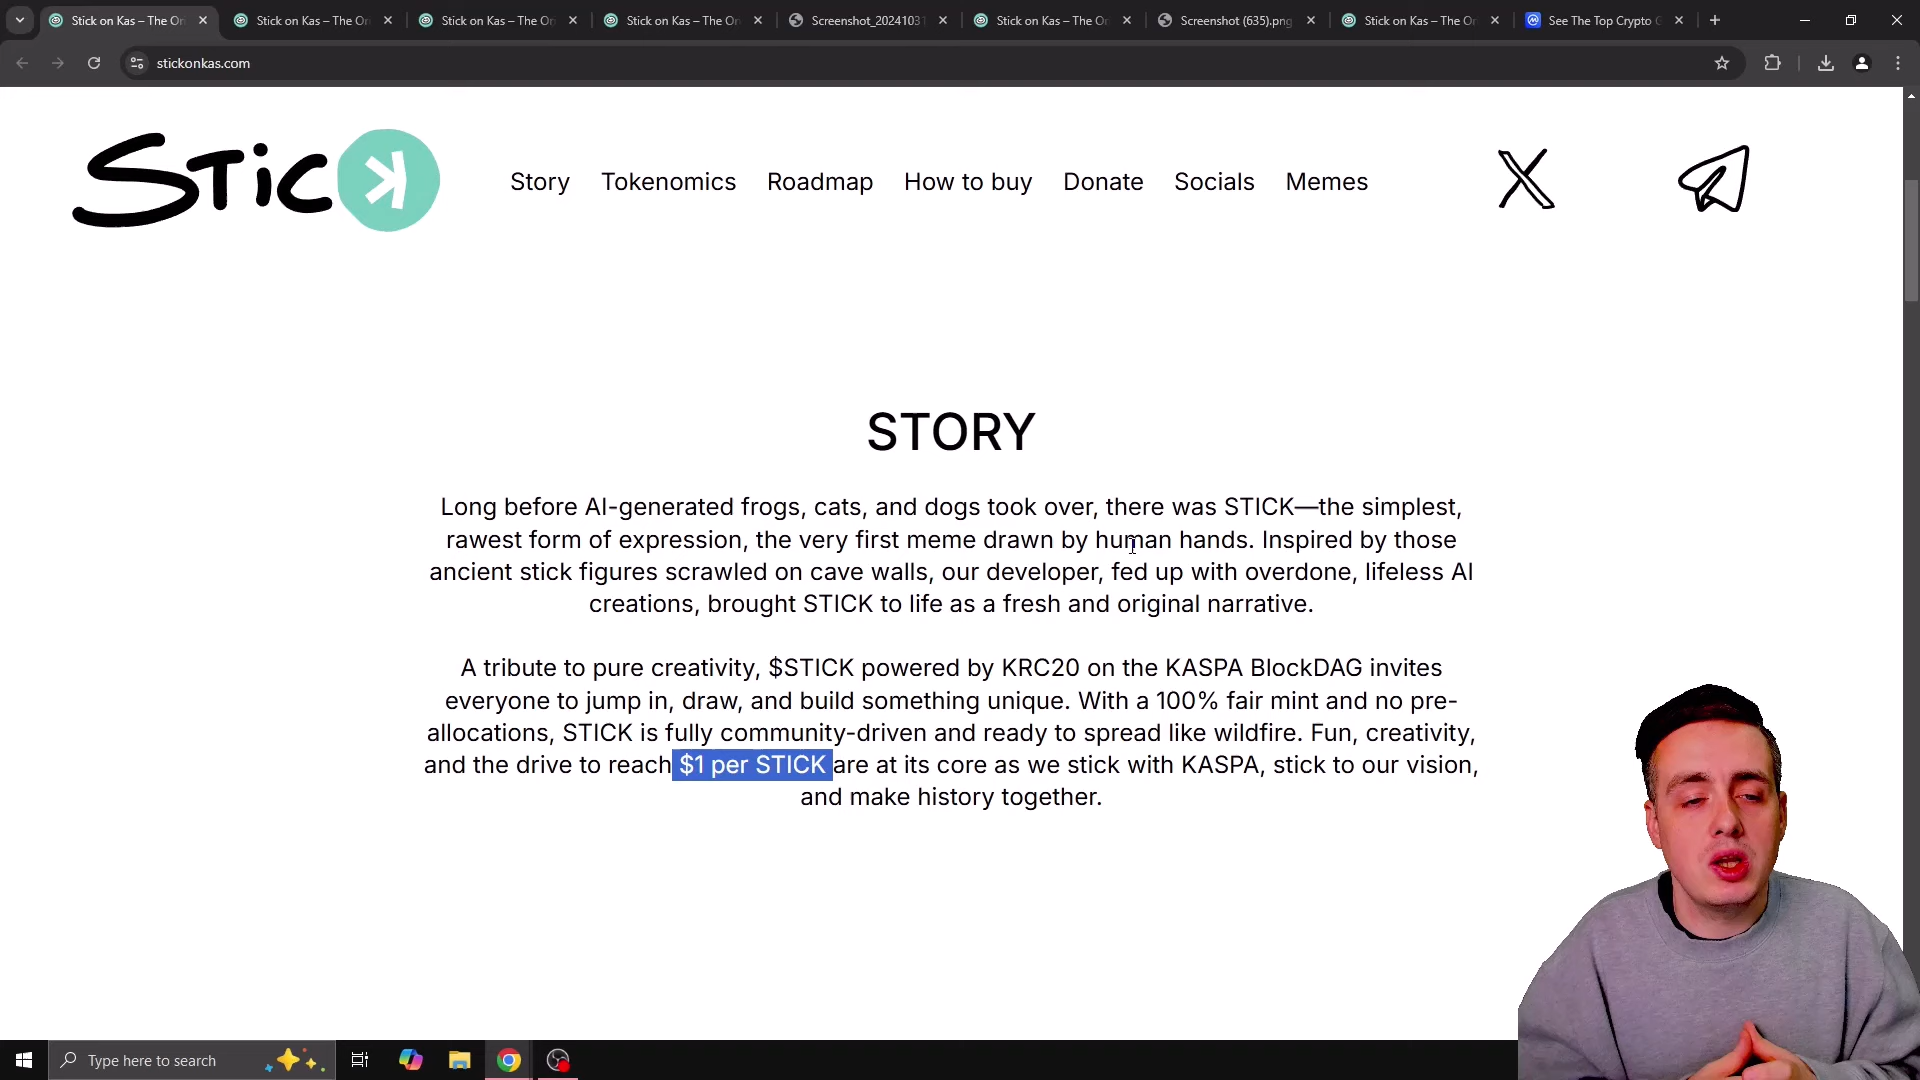 Stick on Kas – The Ori
Stick on Kas – The Ori
Stick on Kas – The Ori
Stick on Kas – The Ori
Screenshot_20241031
Stick on Kas – The Ori
Screenshot (635).png
Stick on Kas – The Ori
See The Top Crypto G
stickonkas.com
STicK
Story
Tokenomics
Roadmap
How to buy
Donate
Socials
Memes
STORY
Long before AI-generated frogs, cats, and dogs took over, there was STICK—the simplest,
rawest form of expression, the very first meme drawn by human hands. Inspired by those
ancient stick figures scrawled on cave walls, our developer, fed up with overdone, lifeless AI
creations, brought STICK to life as a fresh and original narrative.
A tribute to pure creativity, $STICK powered by KRC20 on the KASPA BlockDAG invites
everyone to jump in, draw, and build something unique. With a 100% fair mint and no pre-
allocations, STICK is fully community-driven and ready to spread like wildfire. Fun, creativity,
and the drive to reach $1 per STICK are at its core as we stick with KASPA, stick to our vision,
and make history together.
Type here to search